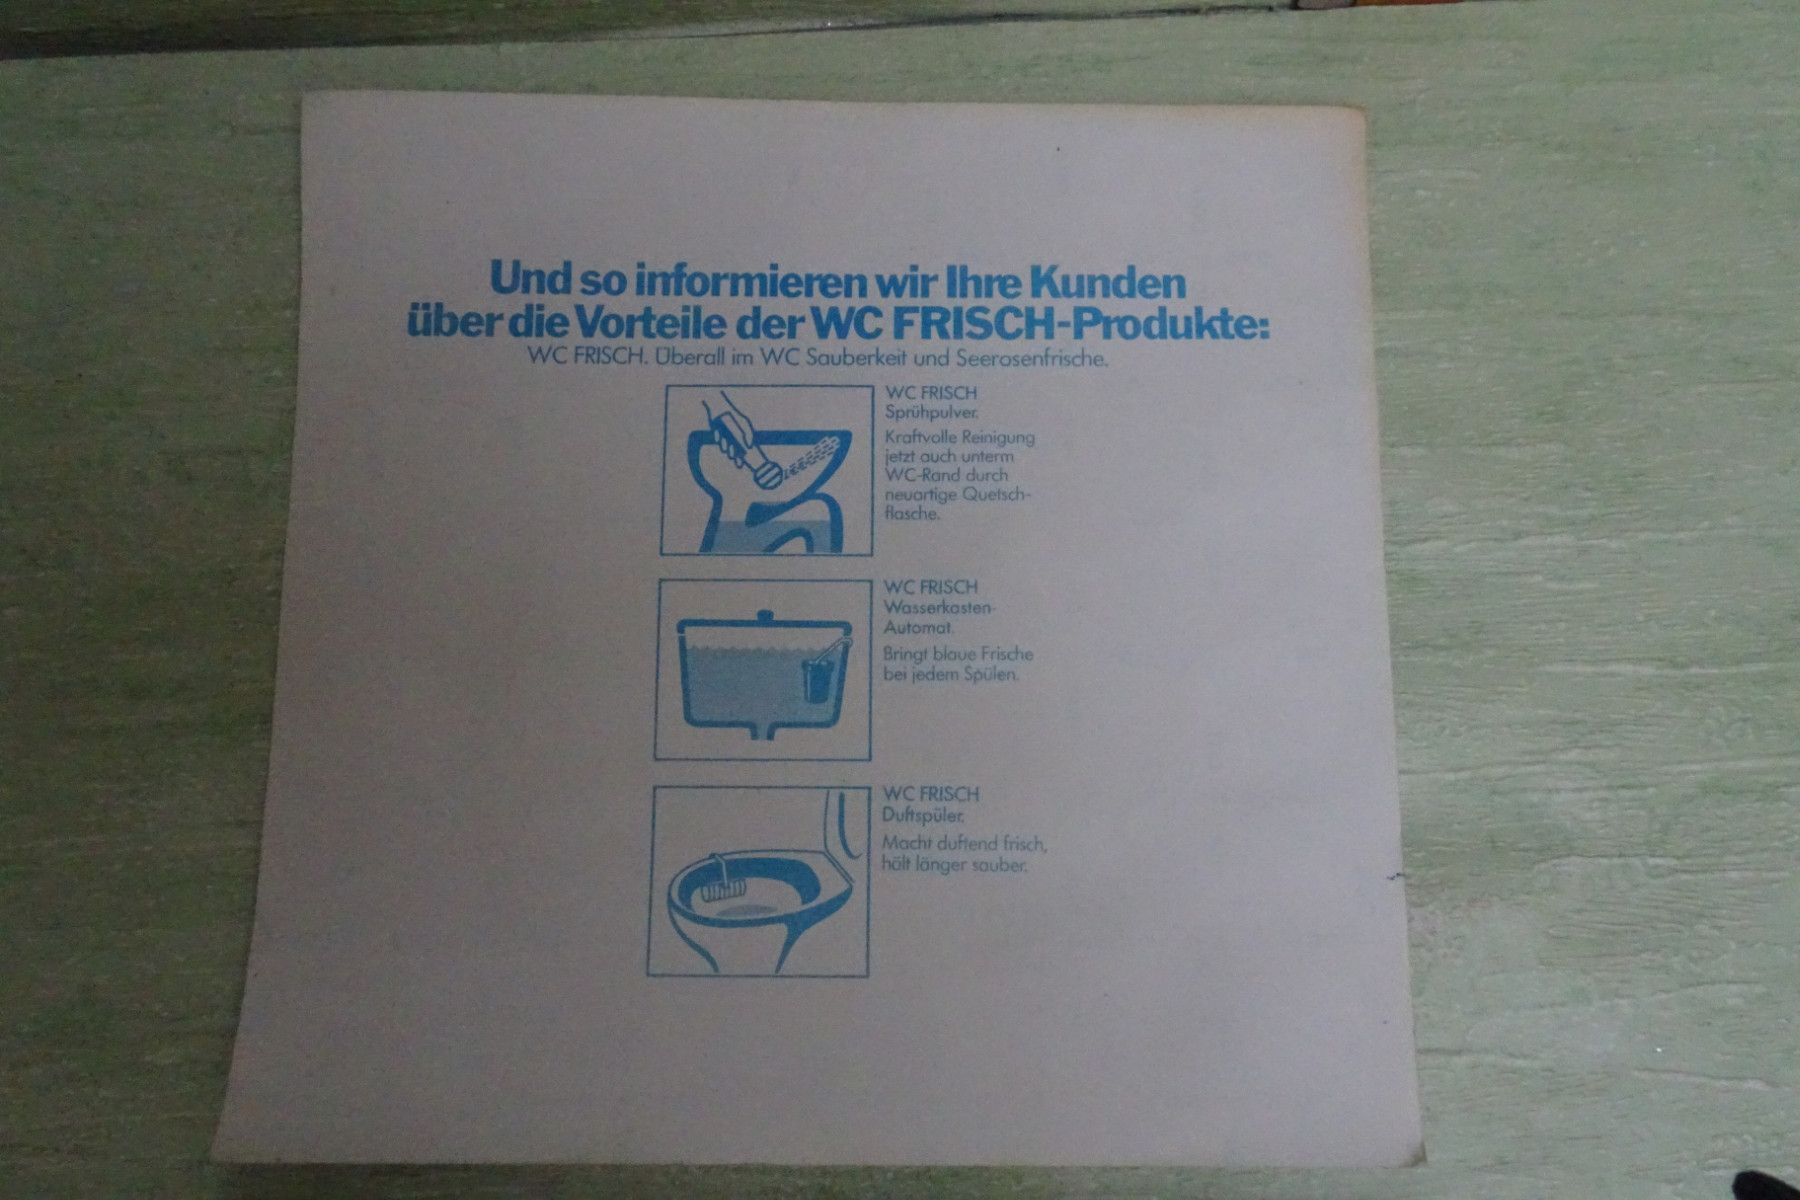 Und so informieren wir Ihre Kunden
über die Vorteile der WC FRISCH-Produkte:
WC FRISCH. Überall im WC Sauberkeit und Seerosenfrische.
WC FRISCH
Sprühpulver.
Kraftvolle Reinigung
jetzt auch unterm
WC-Rand durch
neuartige Quetsch-
flasche.
WC FRISCH
Wasserkasten-
Automat.
Bringt blaue Frische
bei jedem Spülen.
WC FRISCH
Duftspüler.
Macht duftend frisch,
hält länger sauber.